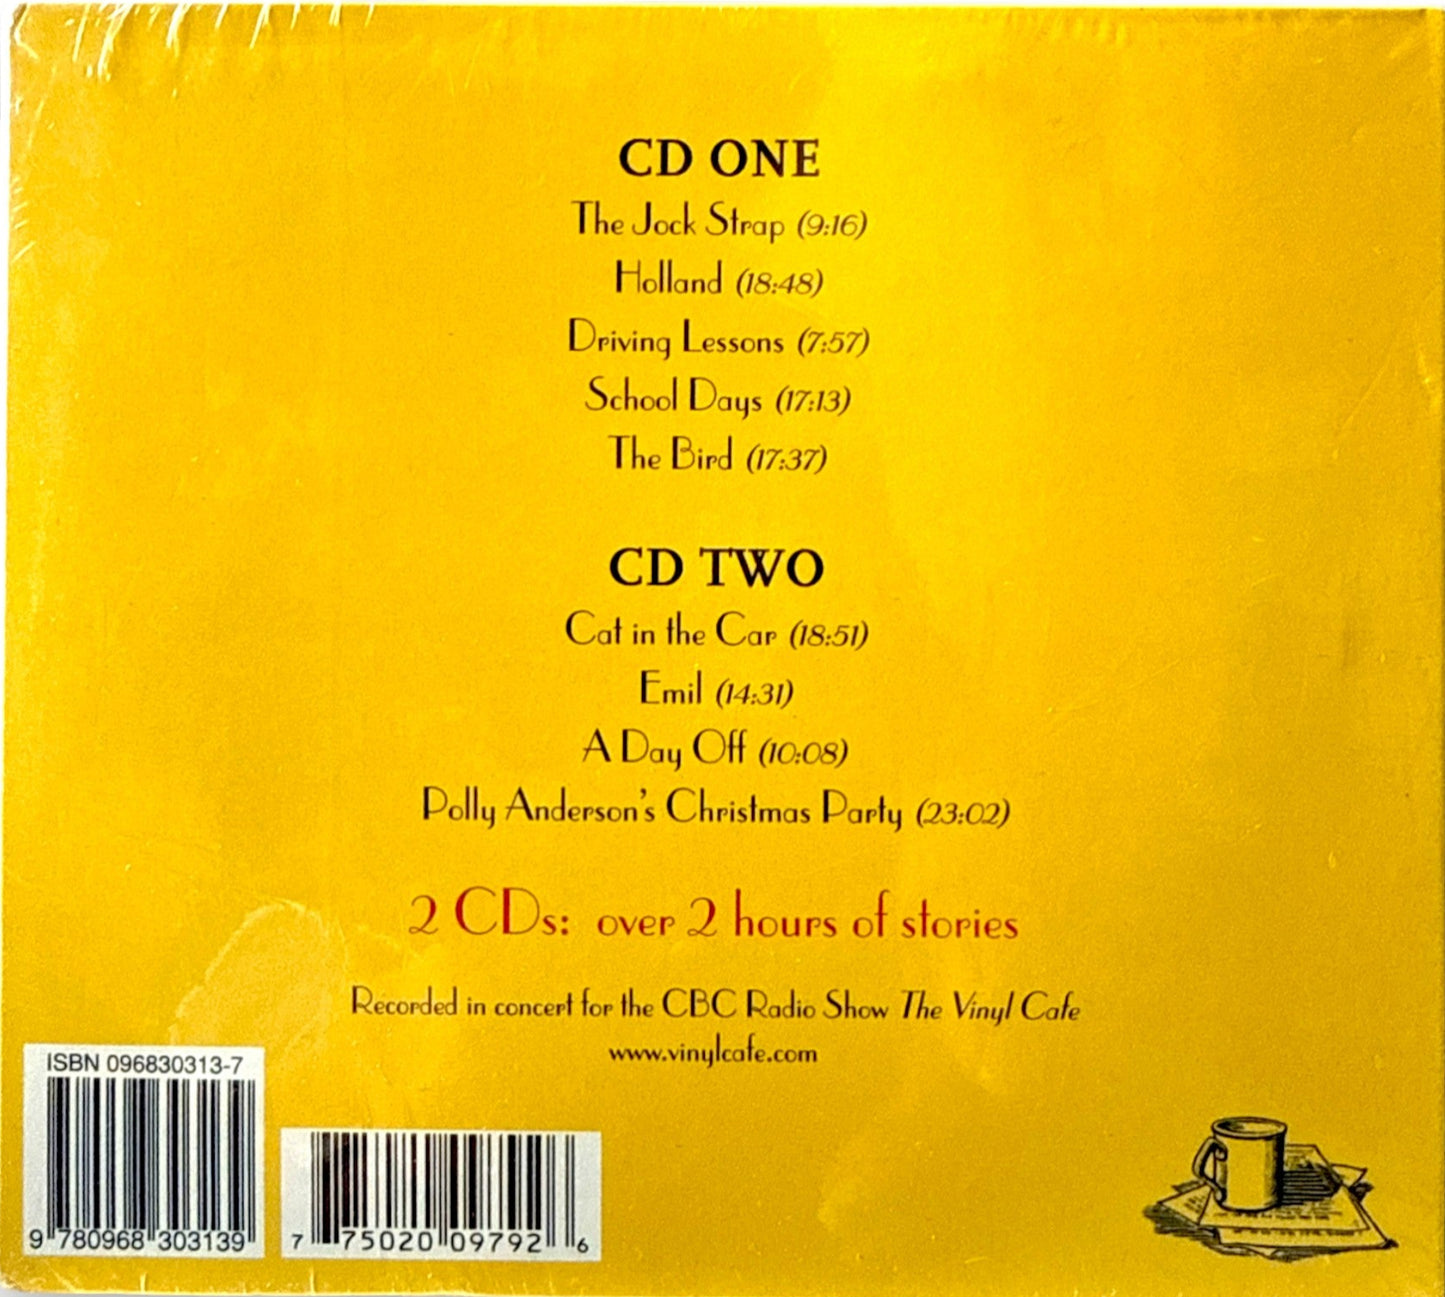 CD ONE
The Jock Strap (9:16)
Holland (18:48)
Driving Lessons (7:57)
School Days (17:13)
The Bird (17:37)
CD TWO
Cat in the Car (18:51)
Emil (14:31)
A Day Off (10:08)
Polly Anderson's Christmas Party (23:02)
2 CDs: over 2 hours of stories
Recorded in concert for the CBC Radio Show The Vinyl Cafe
www.vinylcafe.com
ISBN 096830313-7
9 780968 303139
7 75020 09792 6